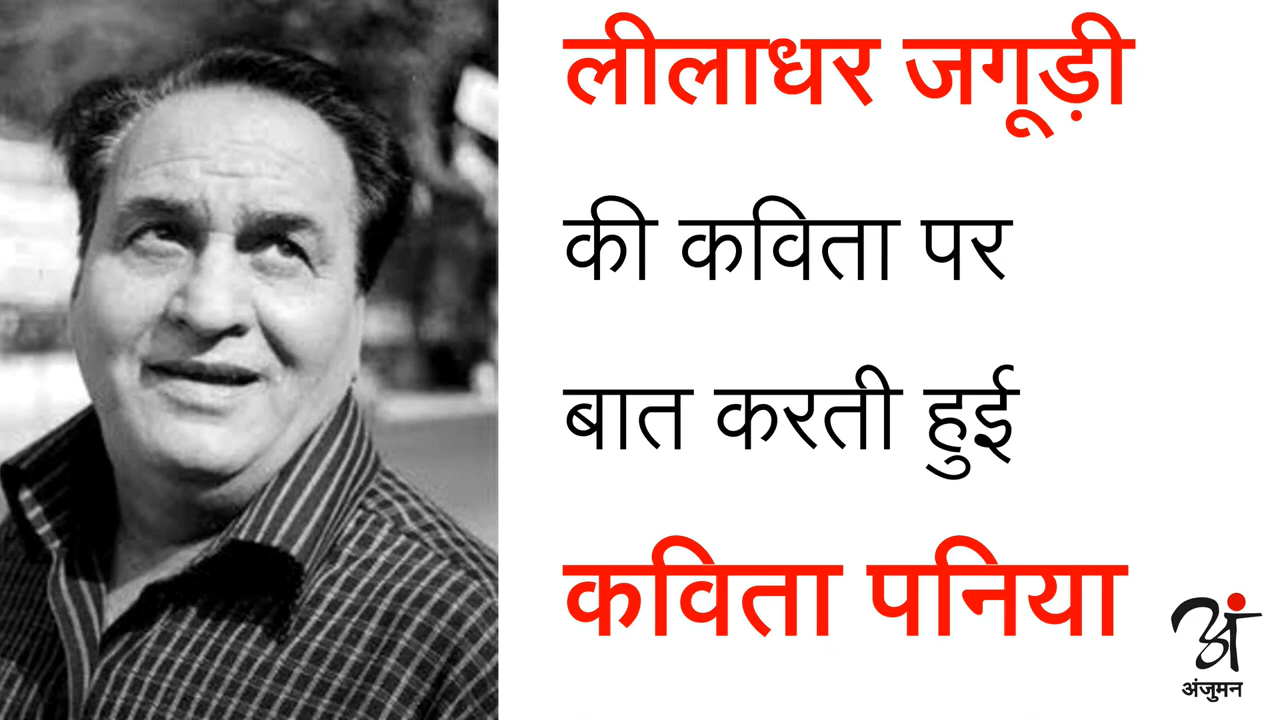 लीलाधर जगूड़ी
की कविता पर
बात करती हुई
कविता पनिया
अं
अंजुमन